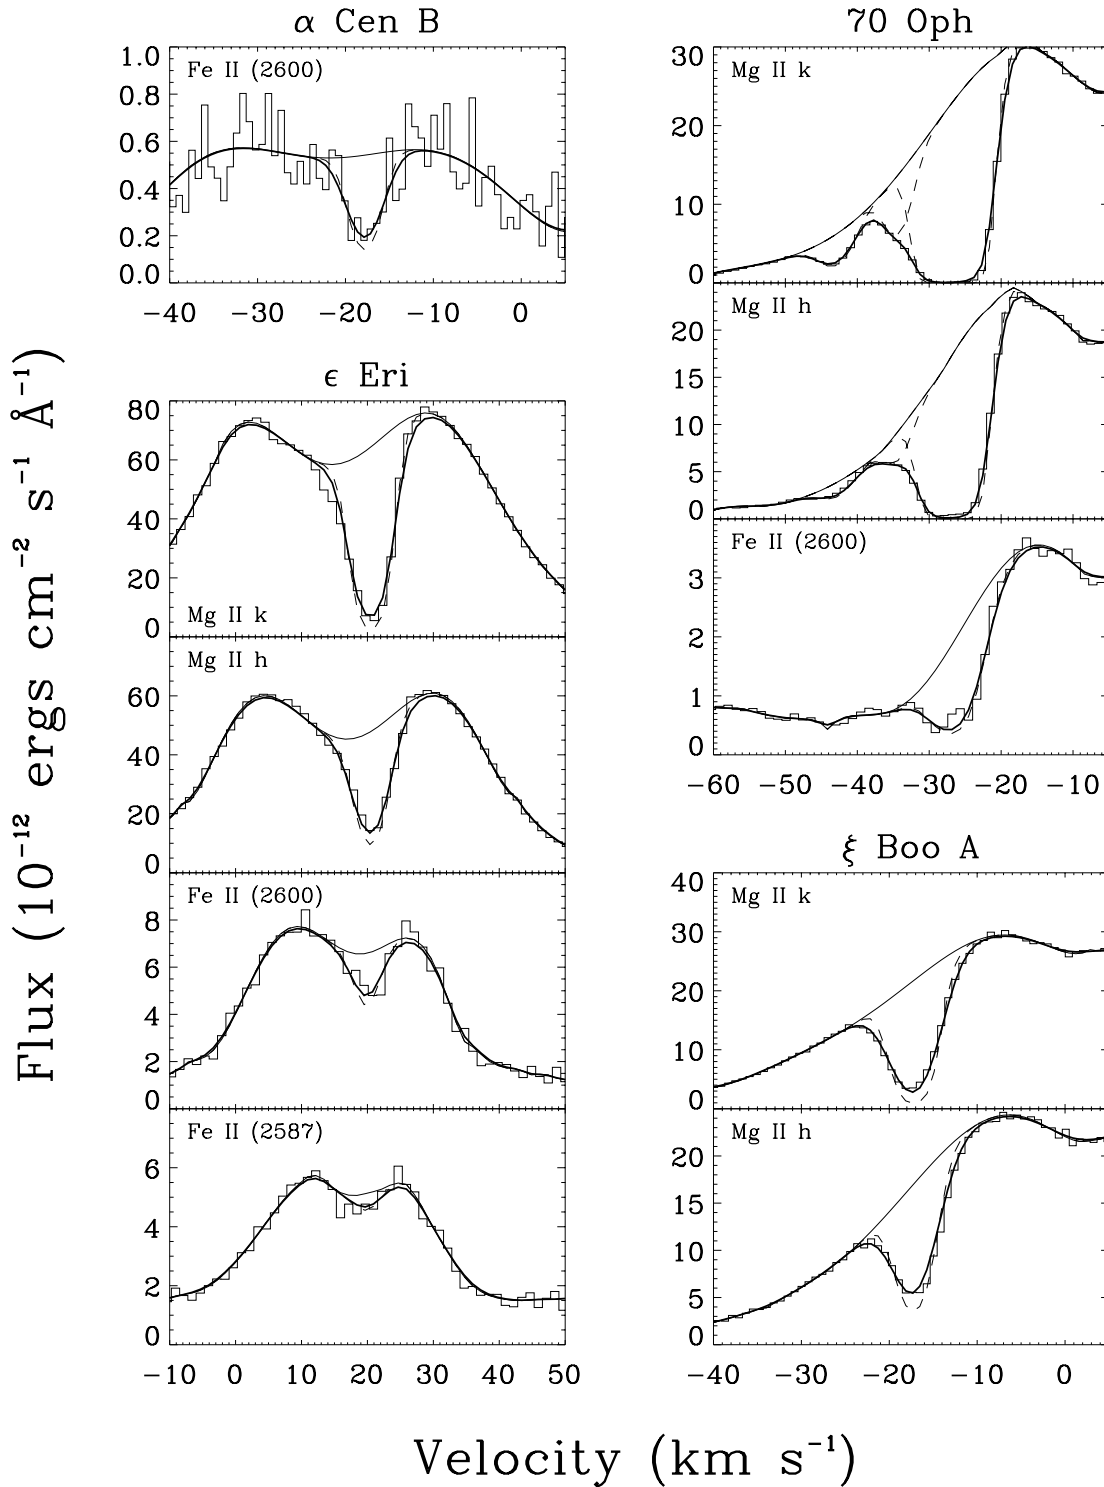 α Cen B
Fe II (2600)
1.0
0.8
0.6
0.4
0.2
0.0
−40 −30 −20 −10 0
ϵ Eri
80
60
40
20
0
Mg II k
Mg II h
60
40
20
0
Fe II (2600)
8
6
4
2
0
Fe II (2587)
6
4
2
0
−10 0 10 20 30 40 50
70 Oph
Mg II k
30
20
10
0
Mg II h
20
15
10
5
0
Fe II (2600)
3
2
1
0
−60 −50 −40 −30 −20 −10
ξ Boo A
Mg II k
40
30
20
10
0
Mg II h
20
15
10
5
0
−40 −30 −20 −10 0
Flux (10⁻¹² ergs cm⁻² s⁻¹ Å⁻¹)
Velocity (km s⁻¹)